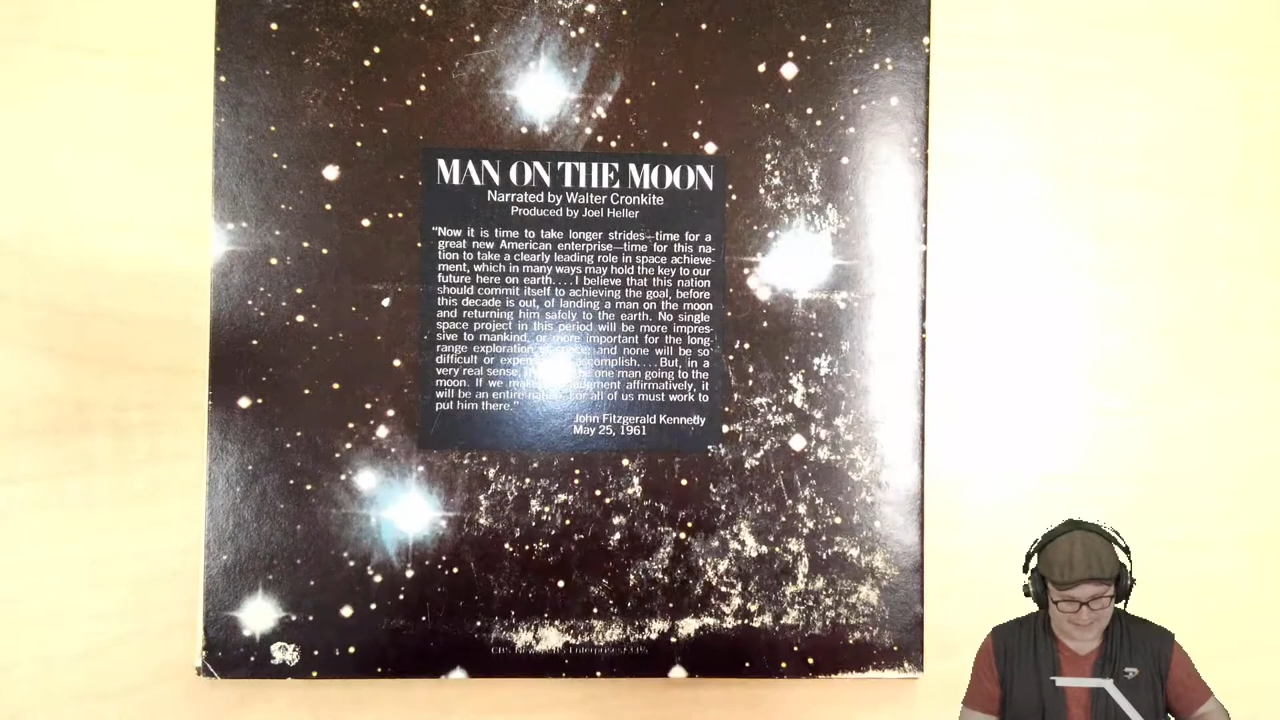 MAN ON THE MOON
Narrated by Walter Cronkite
Produced by Joel Heller
“Now it is time to take longer strides—time for a
great new American enterprise—time for this na-
tion to take a clearly leading role in space achieve-
ment, which in many ways may hold the key to our
future here on earth....I believe that this nation
should commit itself to achieving the goal, before
this decade is out, of landing a man on the moon
and returning him safely to the earth. No single
space project in this period will be more impres-
sive to mankind, or more important for the long-
range exploration of space; and none will be so
difficult or accomplish....But, in a
very real sense, one man going to the
moon. If we make judgment affirmatively, it
will be an entire nation. For all of us must work to
put him there.”
John Fitzgerald Kennedy
May 25, 1961
CBS